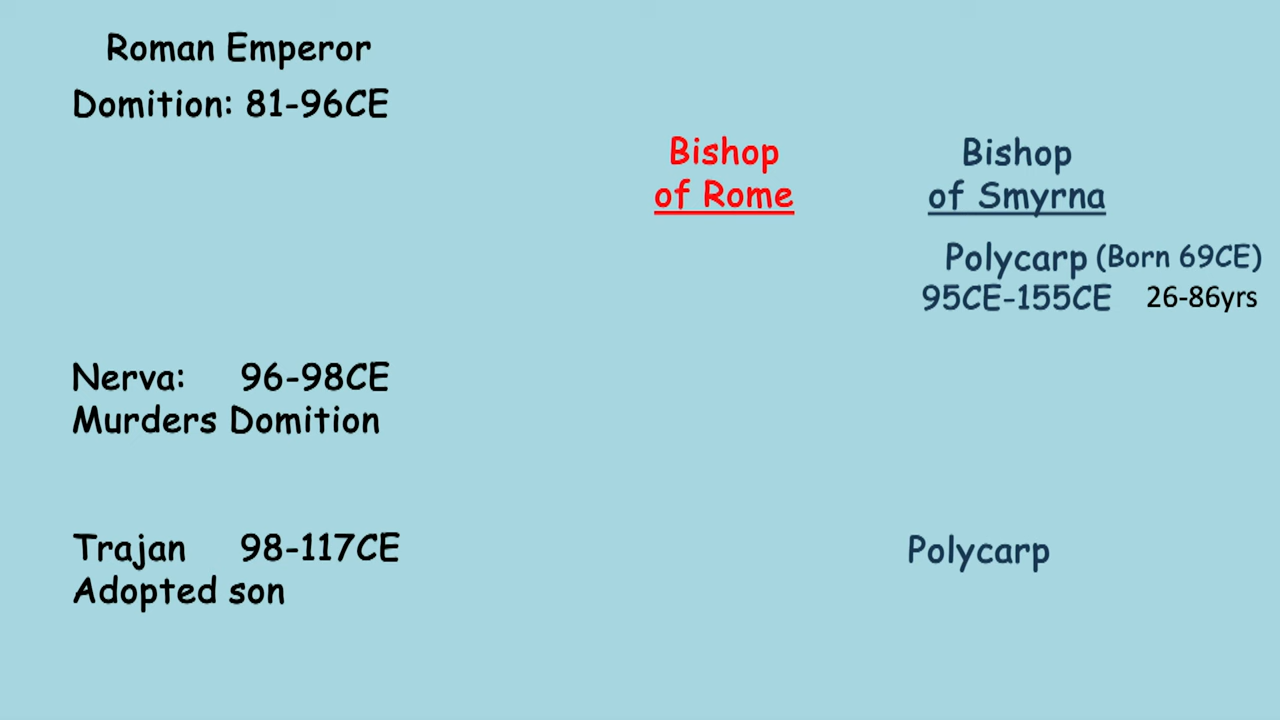 Roman Emperor
Domition: 81-96CE
Bishop
of Rome
Bishop
of Smyrna
Polycarp (Born 69CE)
95CE-155CE 26-86yrs
Nerva: 96-98CE
Murders Domition
Trajan 98-117CE
Adopted son
Polycarp